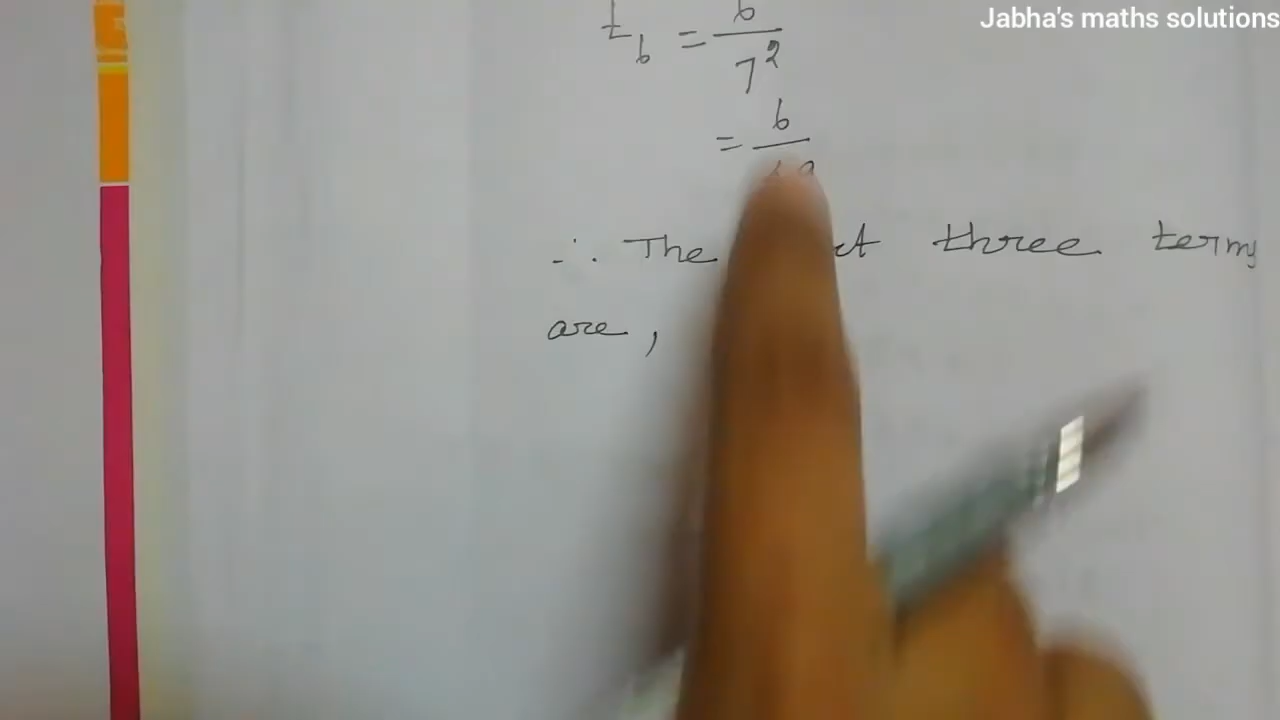 Jabha's maths solutions
t6 = 6/7²
= 6/
∴ The three terms
are,